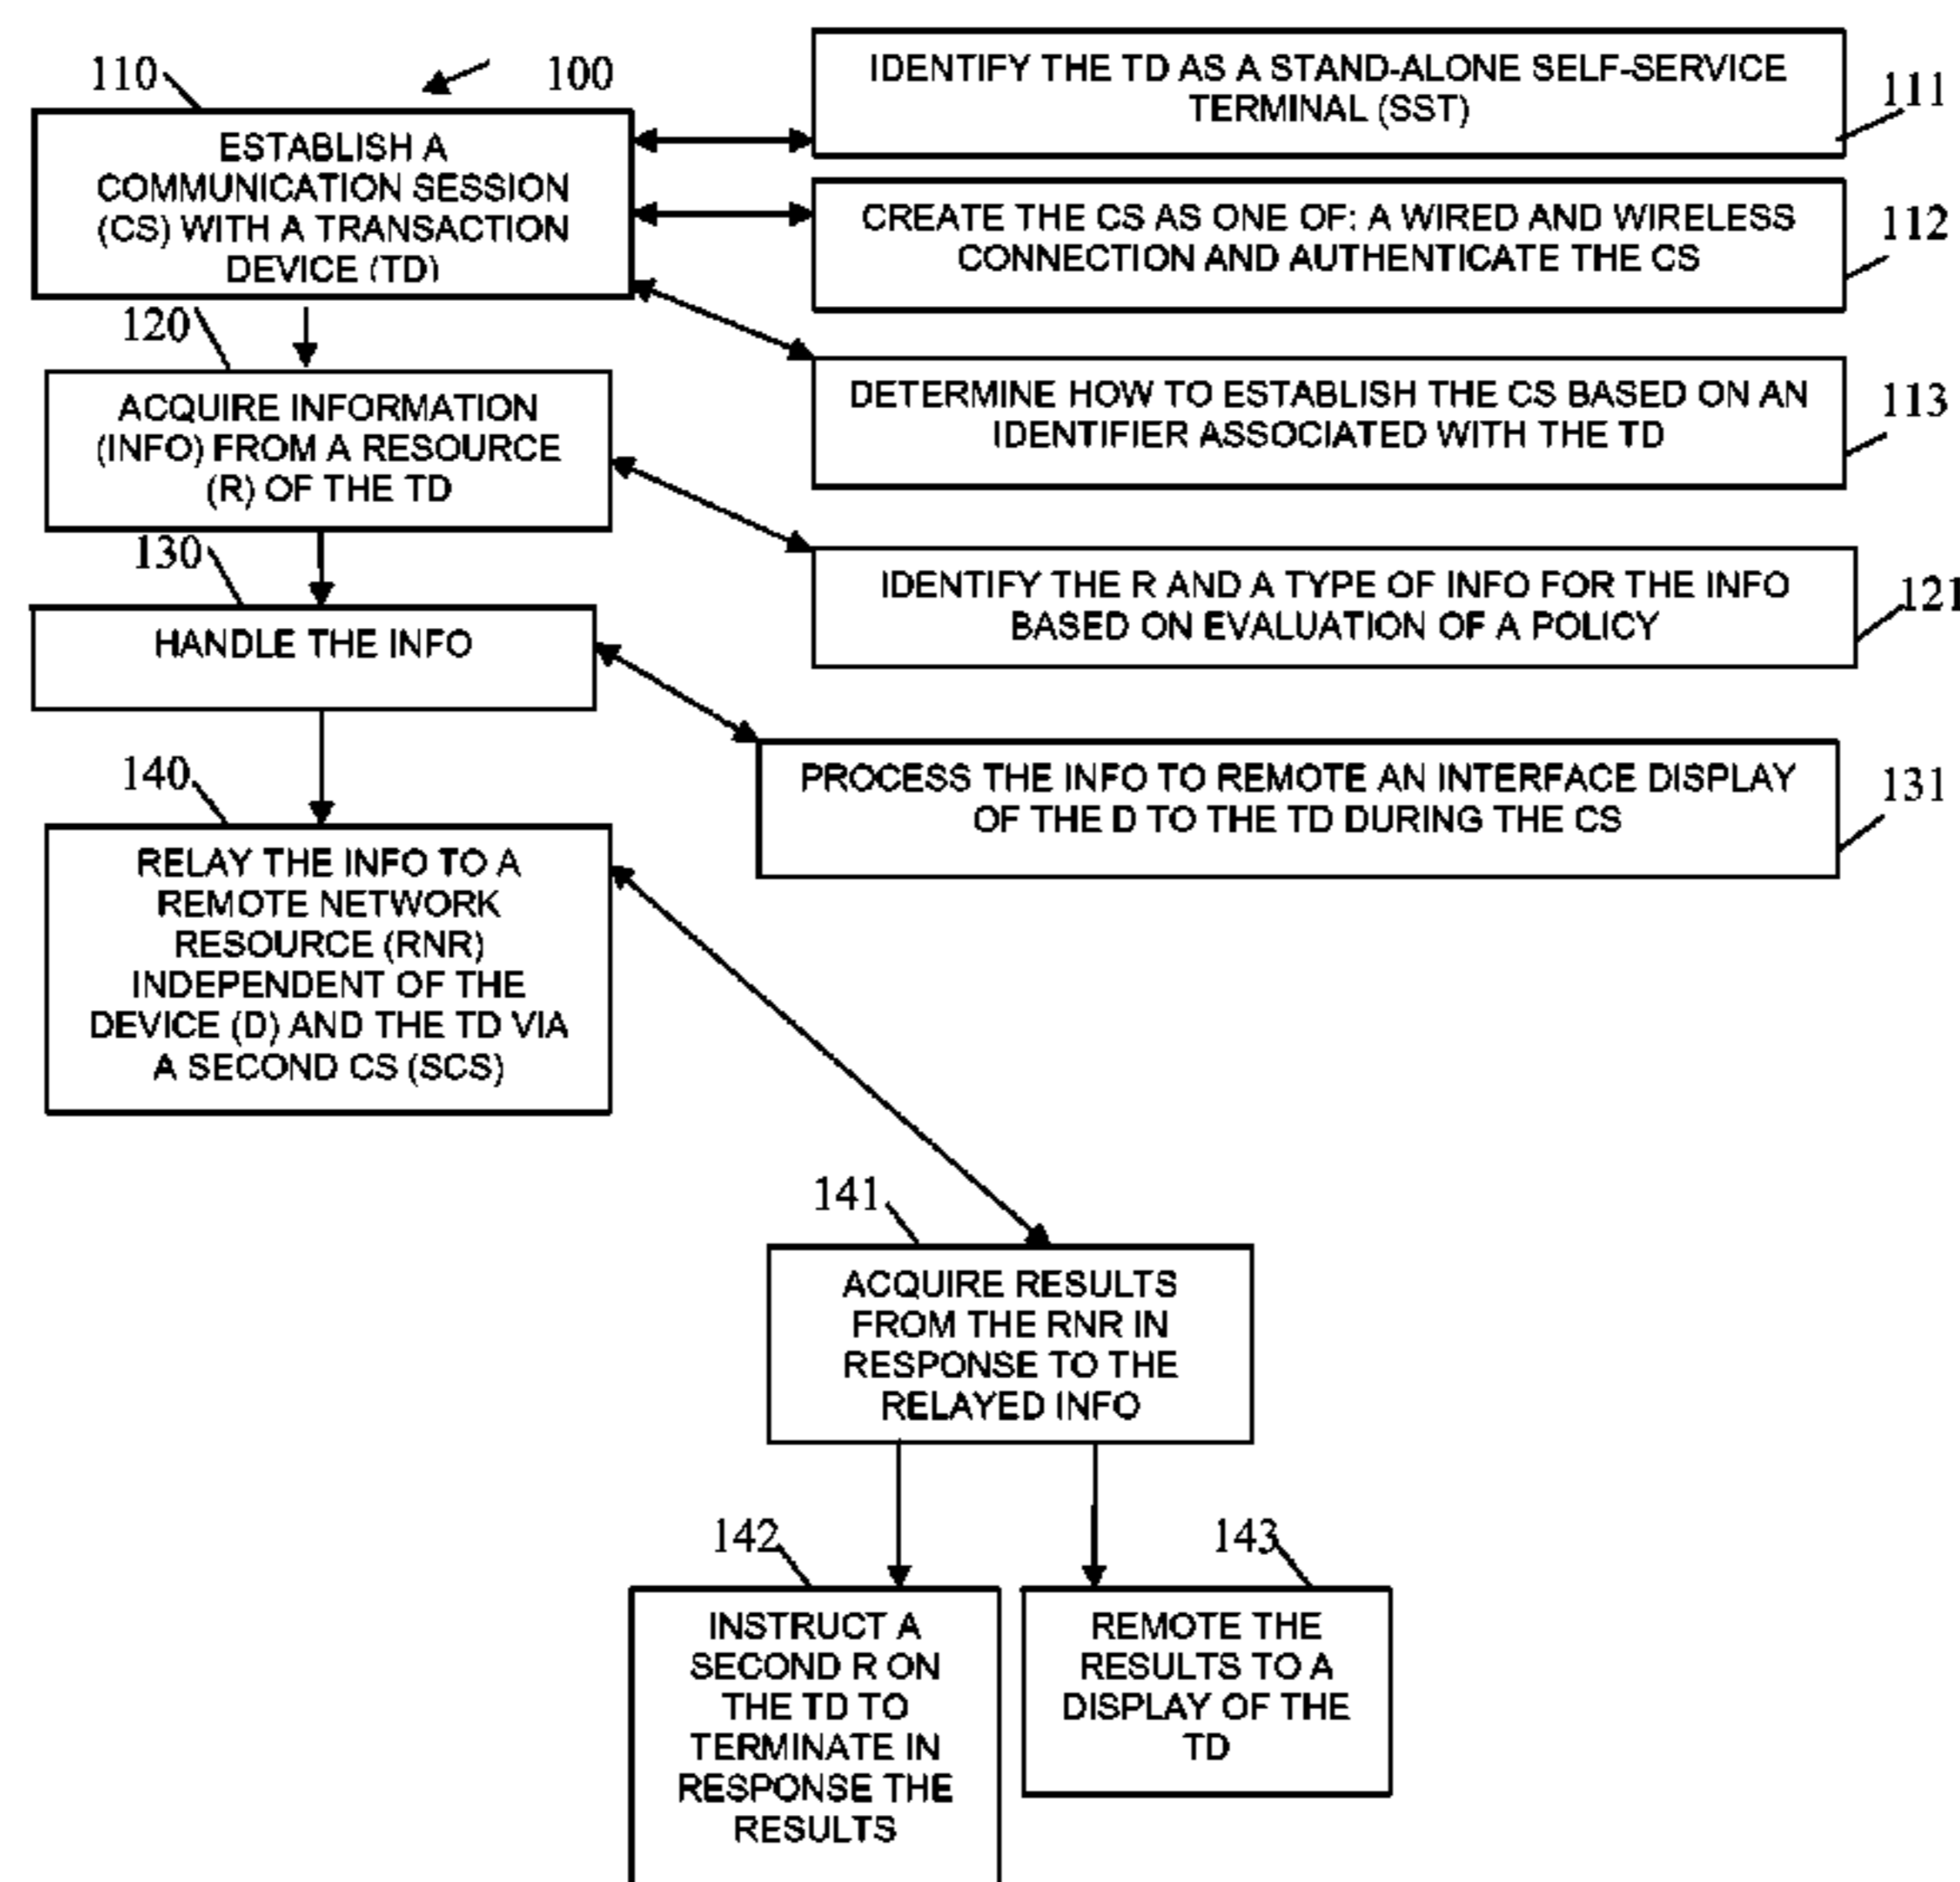 110
100
ESTABLISH A
COMMUNICATION SESSION
(CS) WITH A TRANSACTION
DEVICE (TD)
IDENTIFY THE TD AS A STAND-ALONE SELF-SERVICE
TERMINAL (SST)
111
CREATE THE CS AS ONE OF: A WIRED AND WIRELESS
CONNECTION AND AUTHENTICATE THE CS
112
DETERMINE HOW TO ESTABLISH THE CS BASED ON AN
IDENTIFIER ASSOCIATED WITH THE TD
113
120
ACQUIRE INFORMATION
(INFO) FROM A RESOURCE
(R) OF THE TD
IDENTIFY THE R AND A TYPE OF INFO FOR THE INFO
BASED ON EVALUATION OF A POLICY
121
130
HANDLE THE INFO
PROCESS THE INFO TO REMOTE AN INTERFACE DISPLAY
OF THE D TO THE TD DURING THE CS
131
140
RELAY THE INFO TO A
REMOTE NETWORK
RESOURCE (RNR)
INDEPENDENT OF THE
DEVICE (D) AND THE TD VIA
A SECOND CS (SCS)
141
ACQUIRE RESULTS
FROM THE RNR IN
RESPONSE TO THE
RELAYED INFO
142
INSTRUCT A
SECOND R ON
THE TD TO
TERMINATE IN
RESPONSE THE
RESULTS
143
REMOTE THE
RESULTS TO A
DISPLAY OF THE
TD